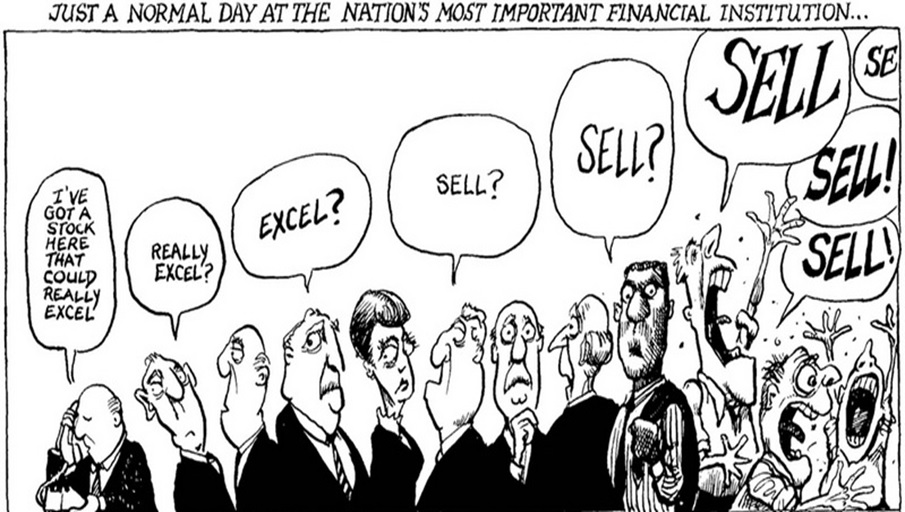 JUST A NORMAL DAY AT THE NATION'S MOST IMPORTANT FINANCIAL INSTITUTION...
I'VE
GOT A
STOCK
HERE
THAT
COULD
REALLY
EXCEL
REALLY
EXCEL?
EXCEL?
SELL?
SELL?
SELL
SE
SELL!
SELL!